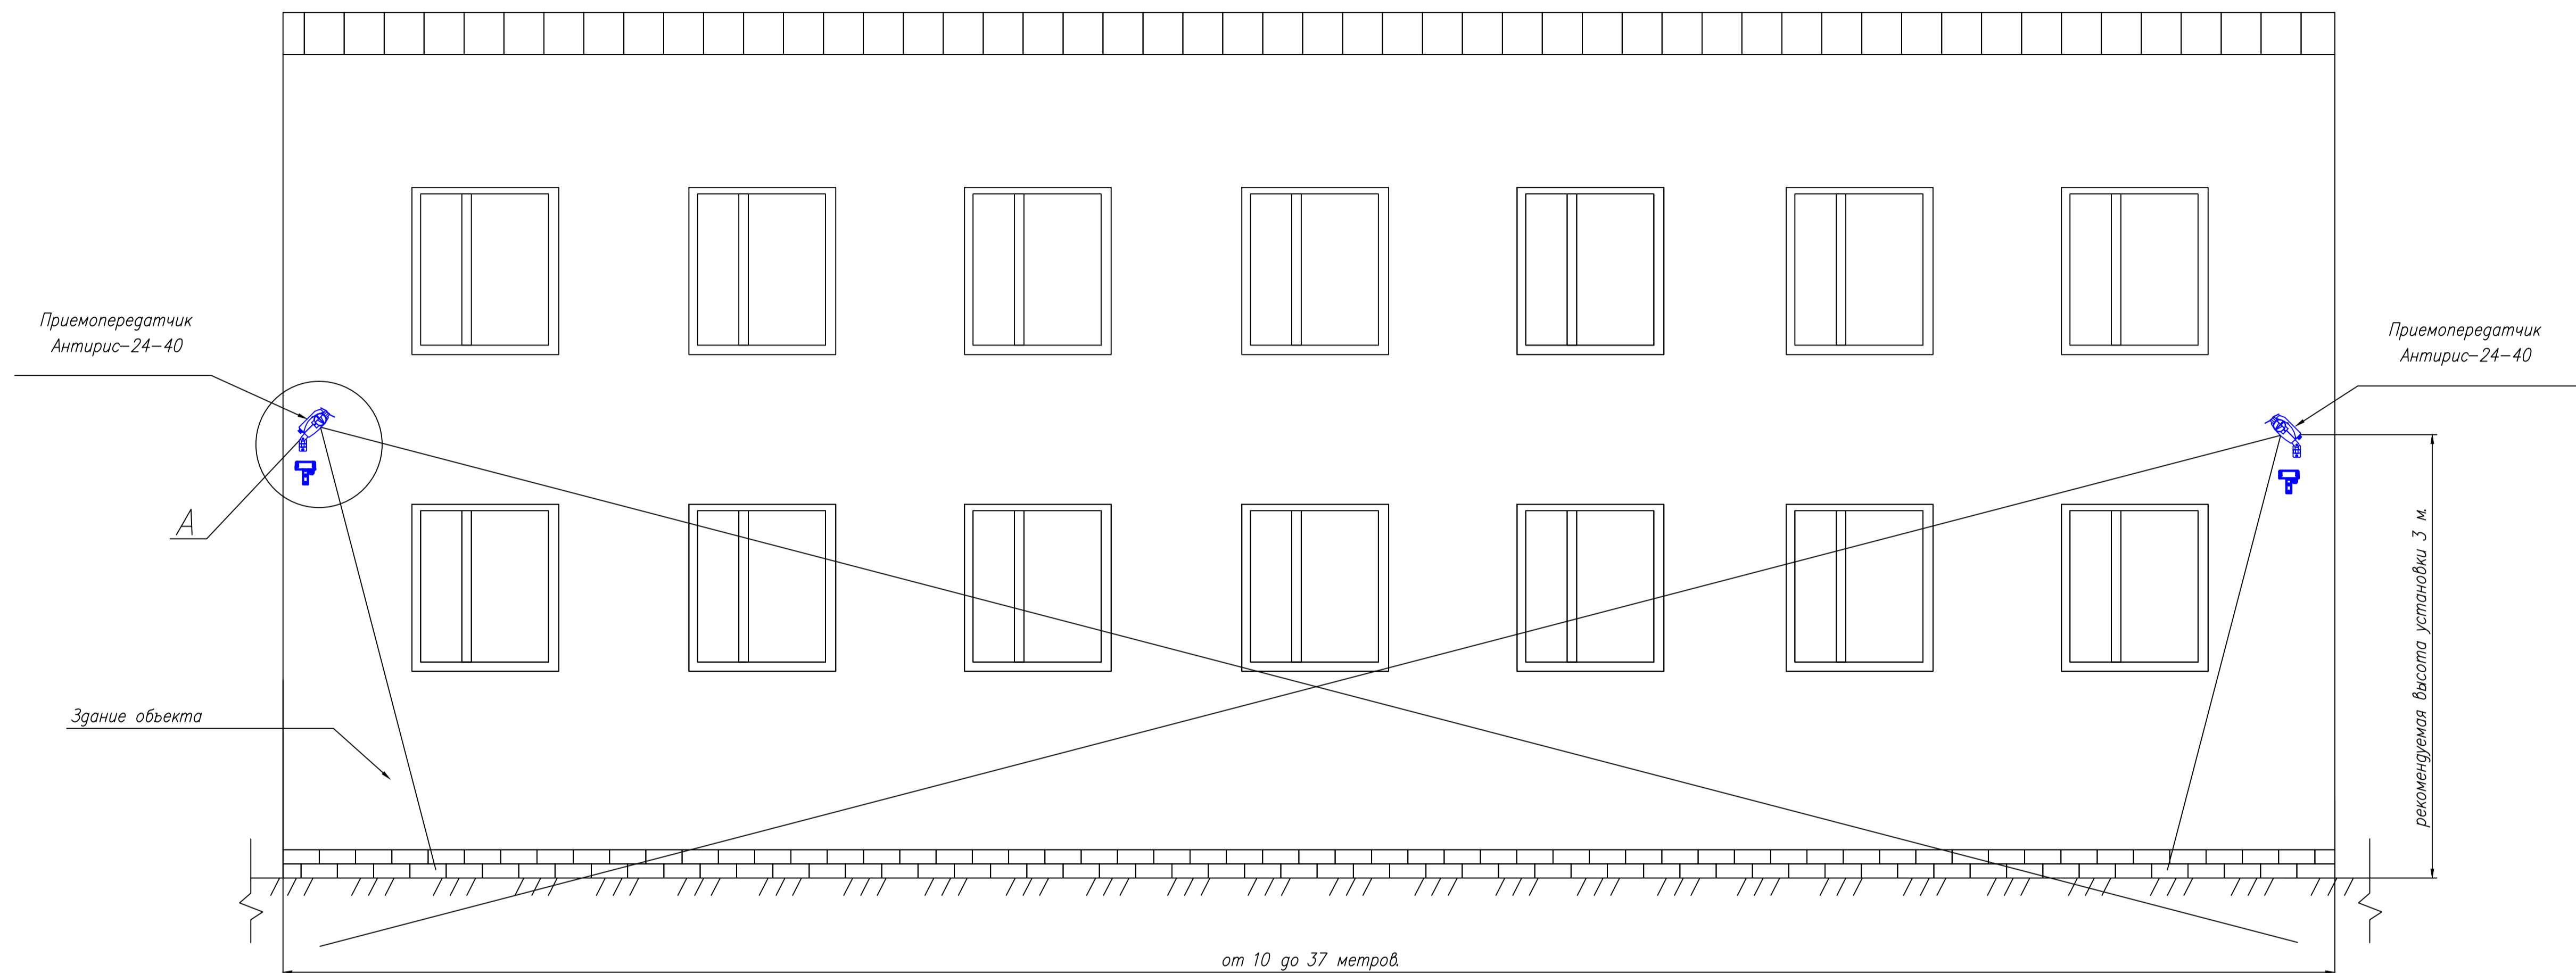 Приемопередатчик
Антирис-24-40
Приемопередатчик
Антирис-24-40
А
рекомендуемая высота установки 3 м.
Здание объекта
от 10 до 37 метров.